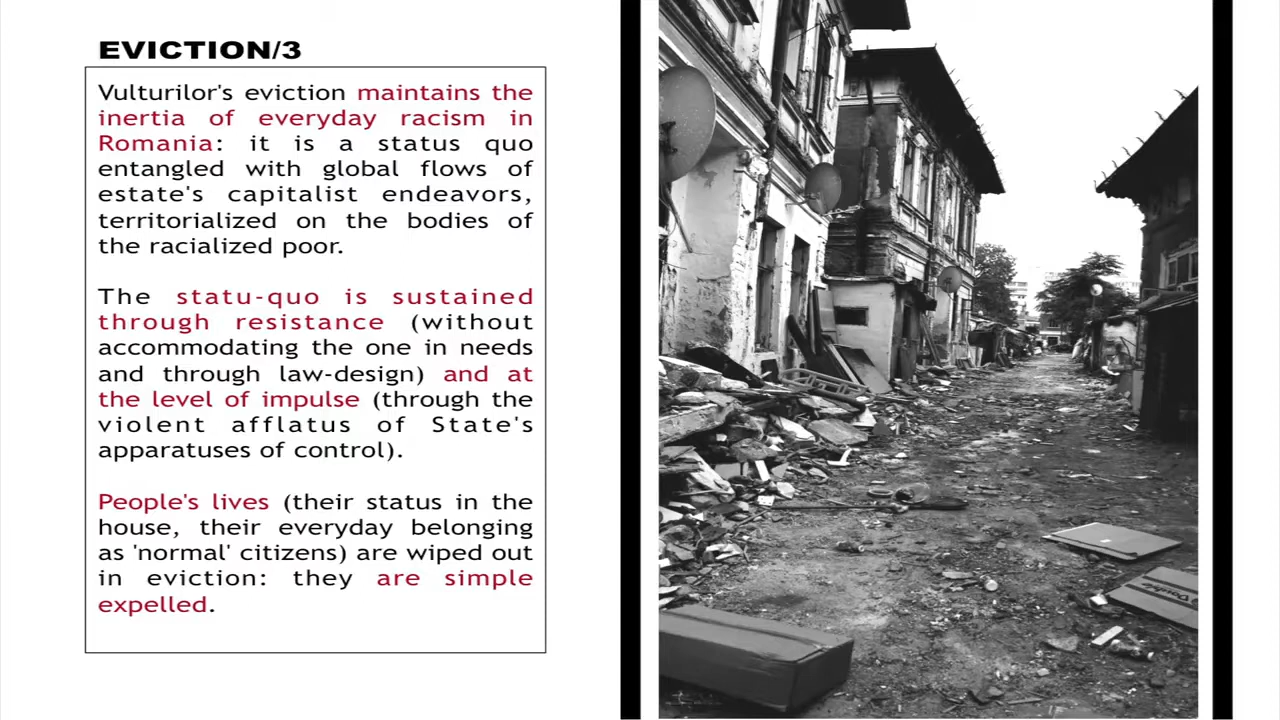 EVICTION/3
Vulturilor's eviction maintains the
inertia of everyday racism in
Romania: it is a status quo
entangled with global flows of
estate's capitalist endeavors,
territorialized on the bodies of
the racialized poor.
The statu-quo is sustained
through resistance (without
accommodating the one in needs
and through law-design) and at
the level of impulse (through the
violent afflatus of State's
apparatuses of control).
People's lives (their status in the
house, their everyday belonging
as 'normal' citizens) are wiped out
in eviction: they are simple
expelled.